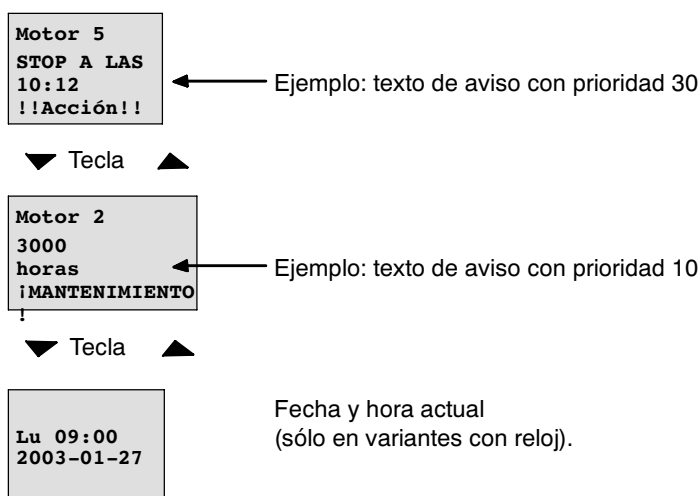 Motor 5
STOP A LAS
10:12
!!Acción!!
Ejemplo: texto de aviso con prioridad 30
Tecla
Motor 2
3000
horas
¡MANTENIMIENTO
!
Ejemplo: texto de aviso con prioridad 10
Tecla
Lu 09:00
2003-01-27
Fecha y hora actual
(sólo en variantes con reloj).